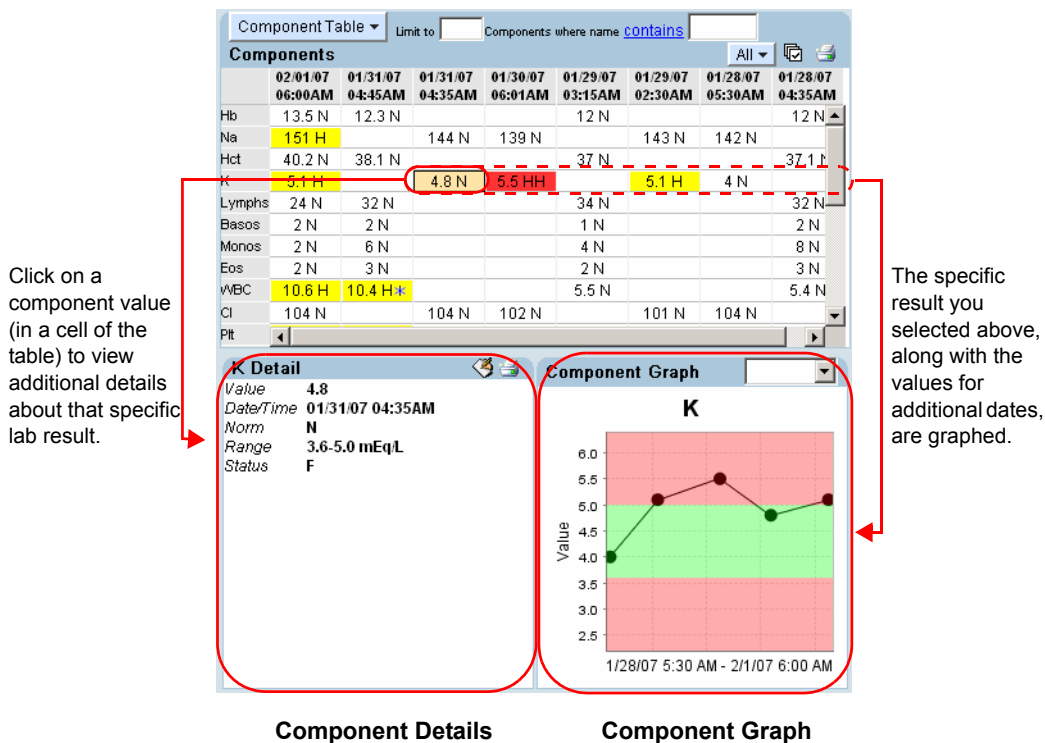 Component Table Limit to Components where name contains
Components All
02/01/07 01/31/07 01/31/07 01/30/07 01/29/07 01/29/07 01/28/07 01/28/07
06:00AM 04:45AM 04:35AM 06:01AM 03:15AM 02:30AM 05:30AM 04:35AM
Hb 13.5 N 12.3 N 12 N 12 N
Na 151 H 144 N 139 N 143 N 142 N
Hct 40.2 N 38.1 N 37 N 37.1 N
K 5.1 H 4.8 N 5.5 HH 5.1 H 4 N
Lymphs 24 N 32 N 34 N 32 N
Basos 2 N 2 N 1 N 2 N
Monos 2 N 6 N 4 N 8 N
Eos 2 N 3 N 2 N 3 N
WBC 10.6 H 10.4 H* 5.5 N 5.4 N
Cl 104 N 104 N 102 N 101 N 104 N
Plt
Click on a
component value
(in a cell of the
table) to view
additional details
about that specific
lab result.
The specific
result you
selected above,
along with the
values for
additional dates,
are graphed.
K Detail
Value 4.8
Date/Time 01/31/07 04:35AM
Norm N
Range 3.6-5.0 mEq/L
Status F
Component Graph
K
6.0
5.5
5.0
4.5
4.0
3.5
3.0
2.5
Value
1/28/07 5:30 AM - 2/1/07 6:00 AM
Component Details Component Graph